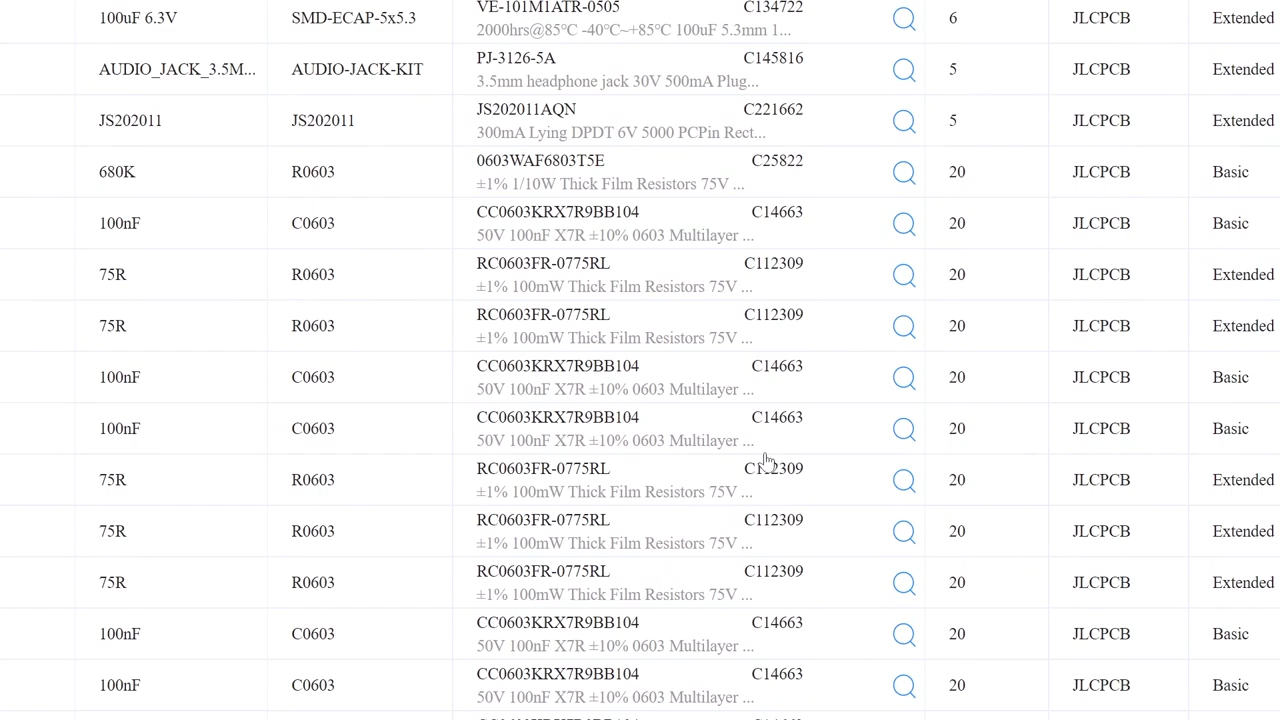 VE-101M1ATR-0505 C134722
100uF 6.3V SMD-ECAP-5x5.3 6 JLCPCB Extended
2000hrs@85℃ -40℃~+85℃ 100uF 5.3mm 1...
PJ-3126-5A C145816
AUDIO_JACK_3.5M... AUDIO-JACK-KIT 5 JLCPCB Extended
3.5mm headphone jack 30V 500mA Plug...
JS202011AQN C221662
JS202011 JS202011 5 JLCPCB Extended
300mA Lying DPDT 6V 5000 PCPin Rect...
0603WAF6803T5E C25822
680K R0603 20 JLCPCB Basic
±1% 1/10W Thick Film Resistors 75V ...
CC0603KRX7R9BB104 C14663
100nF C0603 20 JLCPCB Basic
50V 100nF X7R ±10% 0603 Multilayer ...
RC0603FR-0775RL C112309
75R R0603 20 JLCPCB Extended
±1% 100mW Thick Film Resistors 75V ...
RC0603FR-0775RL C112309
75R R0603 20 JLCPCB Extended
±1% 100mW Thick Film Resistors 75V ...
CC0603KRX7R9BB104 C14663
100nF C0603 20 JLCPCB Basic
50V 100nF X7R ±10% 0603 Multilayer ...
CC0603KRX7R9BB104 C14663
100nF C0603 20 JLCPCB Basic
50V 100nF X7R ±10% 0603 Multilayer ...
RC0603FR-0775RL C112309
75R R0603 20 JLCPCB Extended
±1% 100mW Thick Film Resistors 75V ...
RC0603FR-0775RL C112309
75R R0603 20 JLCPCB Extended
±1% 100mW Thick Film Resistors 75V ...
RC0603FR-0775RL C112309
75R R0603 20 JLCPCB Extended
±1% 100mW Thick Film Resistors 75V ...
CC0603KRX7R9BB104 C14663
100nF C0603 20 JLCPCB Basic
50V 100nF X7R ±10% 0603 Multilayer ...
CC0603KRX7R9BB104 C14663
100nF C0603 20 JLCPCB Basic
50V 100nF X7R ±10% 0603 Multilayer ...